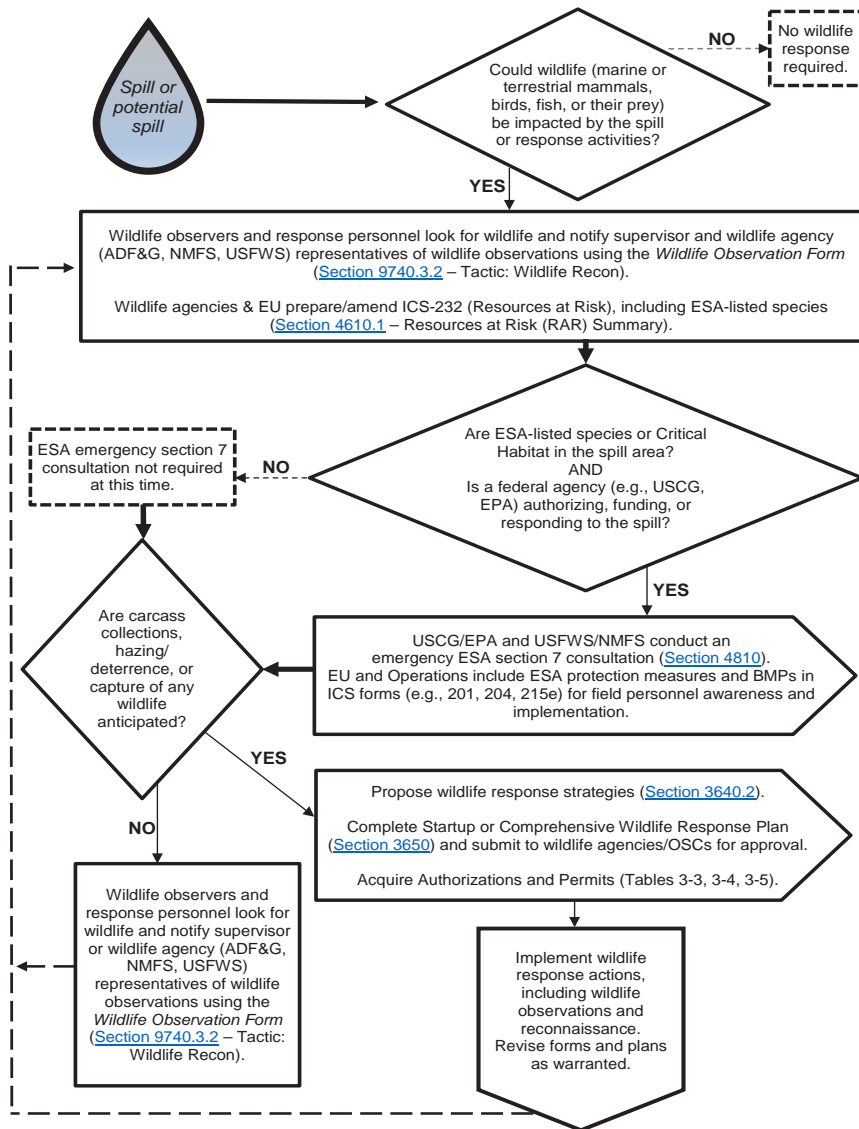 Spill or
potential
spill
Could wildlife (marine or
terrestrial mammals,
birds, fish, or their prey)
be impacted by the spill
or response activities?
NO
No wildlife
response
required.
YES
Wildlife observers and response personnel look for wildlife and notify supervisor and wildlife agency
(ADF&G, NMFS, USFWS) representatives of wildlife observations using the Wildlife Observation Form
(Section 9740.3.2 – Tactic: Wildlife Recon).
Wildlife agencies & EU prepare/amend ICS-232 (Resources at Risk), including ESA-listed species
(Section 4610.1 – Resources at Risk (RAR) Summary).
Are ESA-listed species or Critical
Habitat in the spill area?
AND
Is a federal agency (e.g., USCG,
EPA) authorizing, funding, or
responding to the spill?
NO
ESA emergency section 7
consultation not required
at this time.
YES
USCG/EPA and USFWS/NMFS conduct an
emergency ESA section 7 consultation (Section 4810).
EU and Operations include ESA protection measures and BMPs in
ICS forms (e.g., 201, 204, 215e) for field personnel awareness and
implementation.
Are carcass
collections,
hazing/
deterrence, or
capture of any
wildlife
anticipated?
YES
Propose wildlife response strategies (Section 3640.2).
Complete Startup or Comprehensive Wildlife Response Plan
(Section 3650) and submit to wildlife agencies/OSCs for approval.
Acquire Authorizations and Permits (Tables 3-3, 3-4, 3-5).
NO
Wildlife observers and
response personnel look for
wildlife and notify supervisor
or wildlife agency (ADF&G,
NMFS, USFWS)
representatives of wildlife
observations using the
Wildlife Observation Form
(Section 9740.3.2 – Tactic:
Wildlife Recon).
Implement wildlife
response actions,
including wildlife
observations and
reconnaissance.
Revise forms and plans
as warranted.